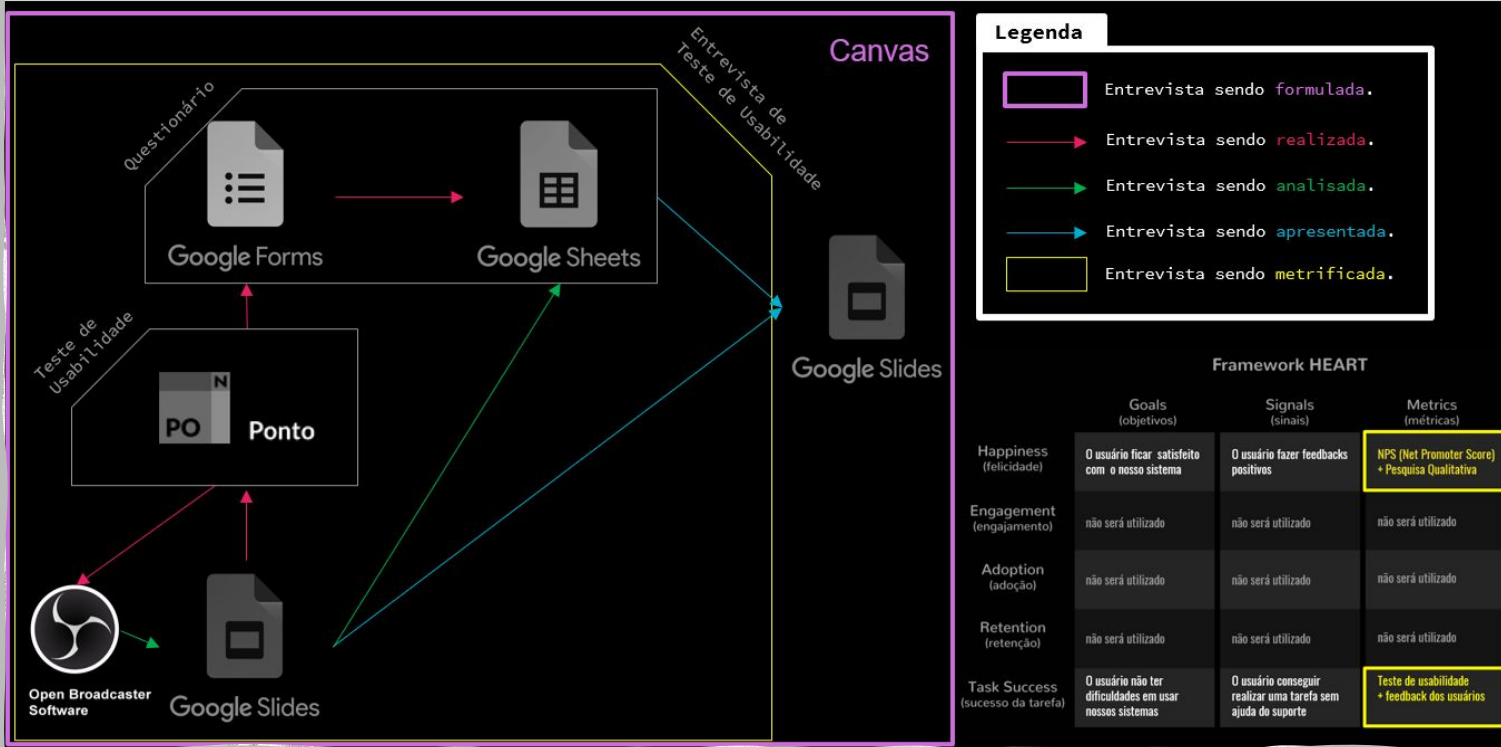 Canvas
Entrevista de
Teste de Usabilidade
Questionário
Google Forms
Google Sheets
Teste de
Usabilidade
N
PO
Ponto
Google Slides
Open Broadcaster
Software
Google Slides
Legenda
Entrevista sendo formulada.
Entrevista sendo realizada.
Entrevista sendo analisada.
Entrevista sendo apresentada.
Entrevista sendo metrificada.
Framework HEART
Goals
(objetivos)
Signals
(sinais)
Metrics
(métricas)
Happiness
(felicidade)
O usuário ficar satisfeito
com o nosso sistema
O usuário fazer feedbacks
positivos
NPS (Net Promoter Score)
+ Pesquisa Qualitativa
Engagement
(engajamento)
não será utilizado
não será utilizado
não será utilizado
Adoption
(adoção)
não será utilizado
não será utilizado
não será utilizado
Retention
(retenção)
não será utilizado
não será utilizado
não será utilizado
Task Success
(sucesso da tarefa)
O usuário não ter
dificuldades em usar
nossos sistemas
O usuário conseguir
realizar uma tarefa sem
ajuda do suporte
Teste de usabilidade
+ feedback dos usuários